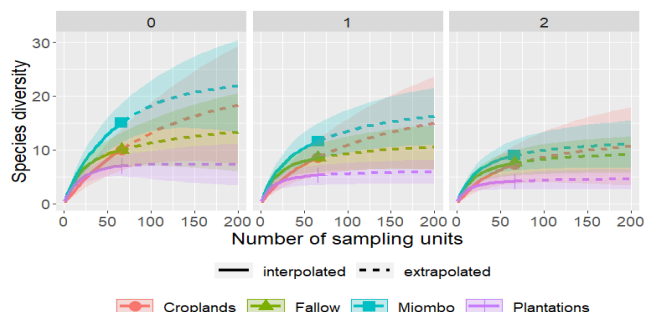 0 1 2
30
20
10
0
0 50 100 150 200 0 50 100 150 200 0 50 100 150 200
Species diversity
Number of sampling units
interpolated extrapolated
Croplands Fallow Miombo Plantations